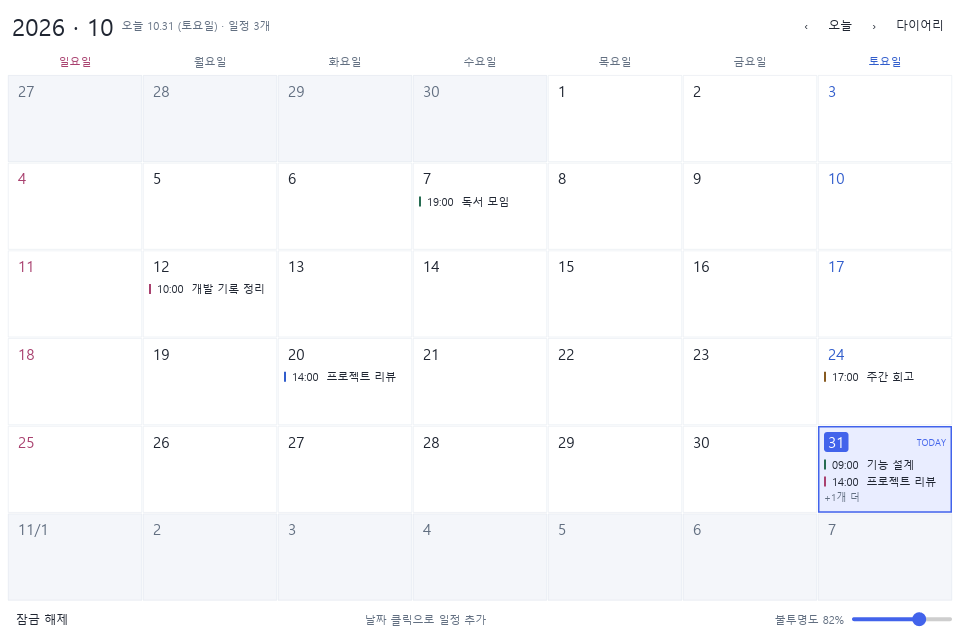 2026 · 10 오늘 10.31 (토요일) · 일정 3개 ‹ 오늘 › 다이어리
일요일 월요일 화요일 수요일 목요일 금요일 토요일
27 28 29 30 1 2 3
4 5 6 7 8 9 10
19:00 독서 모임
11 12 13 14 15 16 17
10:00 개발 기록 정리
18 19 20 21 22 23 24
14:00 프로젝트 리뷰 17:00 주간 회고
25 26 27 28 29 30 31 TODAY
09:00 기능 설계
14:00 프로젝트 리뷰
+1개 더
11/1 2 3 4 5 6 7
잠금 해제 날짜 클릭으로 일정 추가 불투명도 82%